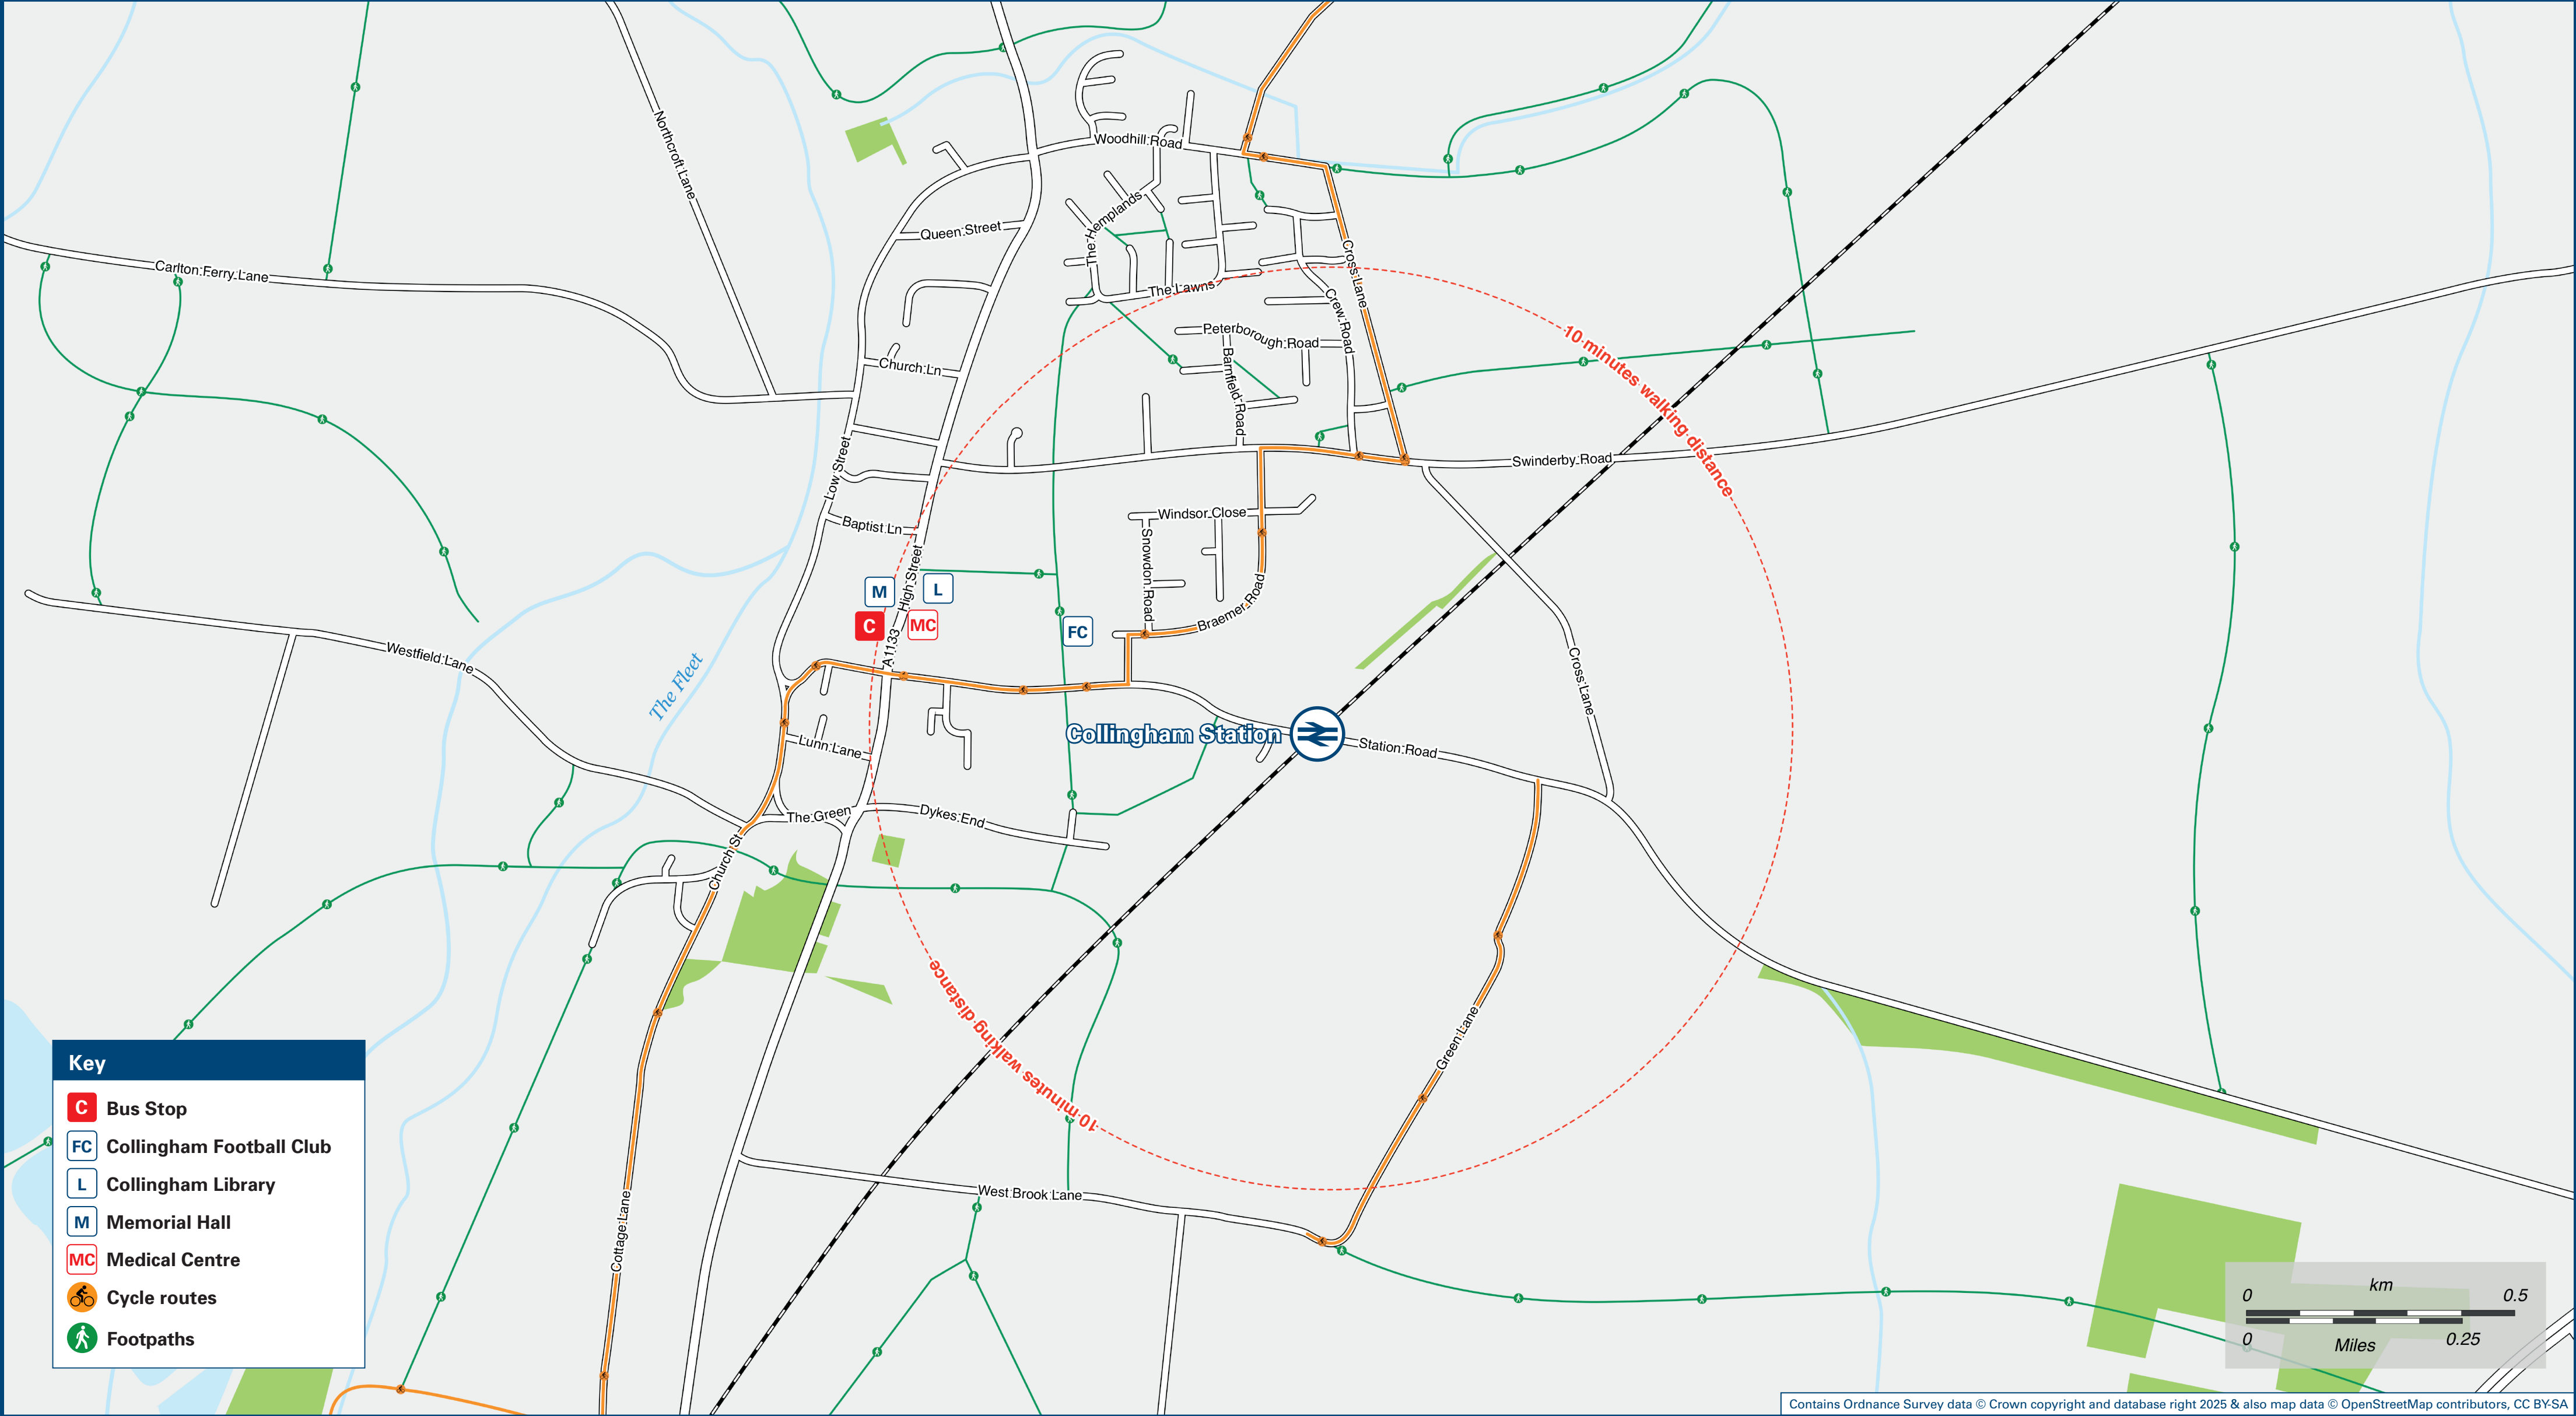 Woodhill Road
Northcroft Lane
The Hemplands
Queen Street
Cross Lane
Carlton Ferry Lane
The Lawns
Crew Road
Peterborough Road
10 minutes walking distance
Church Ln
Barnfield Road
Low Street
Swinderby Road
Windsor Close
Baptist Ln
Snowdon Road
High Street
M
L
C
MC
FC
Braemer Road
A1133
Westfield Lane
The Fleet
Cross Lane
Collingham Station
Station Road
Lunn Lane
The Green
Dykes End
Church St
10 minutes walking distance
Green Lane
West Brook Lane
Cottage Lane
Key
C Bus Stop
FC Collingham Football Club
L Collingham Library
M Memorial Hall
MC Medical Centre
Cycle routes
Footpaths
km
0 0.5
0 0.25
Miles
Contains Ordnance Survey data © Crown copyright and database right 2025 & also map data © OpenStreetMap contributors, CC BY-SA